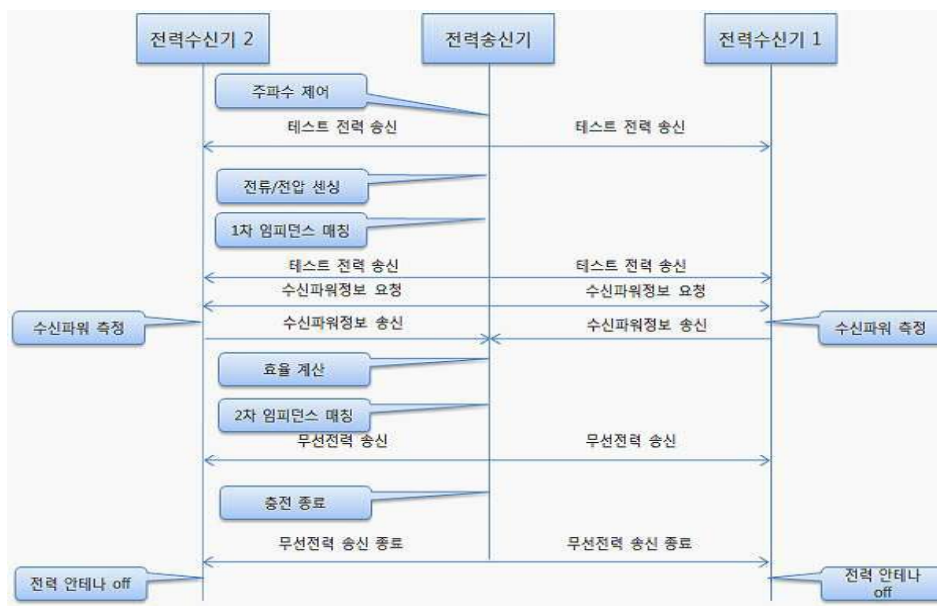 전력수신기 2
전력송신기
전력수신기 1
주파수 제어
테스트 전력 송신
테스트 전력 송신
전류/전압 센싱
1차 임피던스 매칭
테스트 전력 송신
테스트 전력 송신
수신파워정보 요청
수신파워정보 요청
수신파워 측정
수신파워정보 송신
수신파워정보 송신
수신파워 측정
효율 계산
2차 임피던스 매칭
무선전력 송신
무선전력 송신
충전 종료
무선전력 송신 종료
무선전력 송신 종료
전력 안테나 off
전력 안테나
off